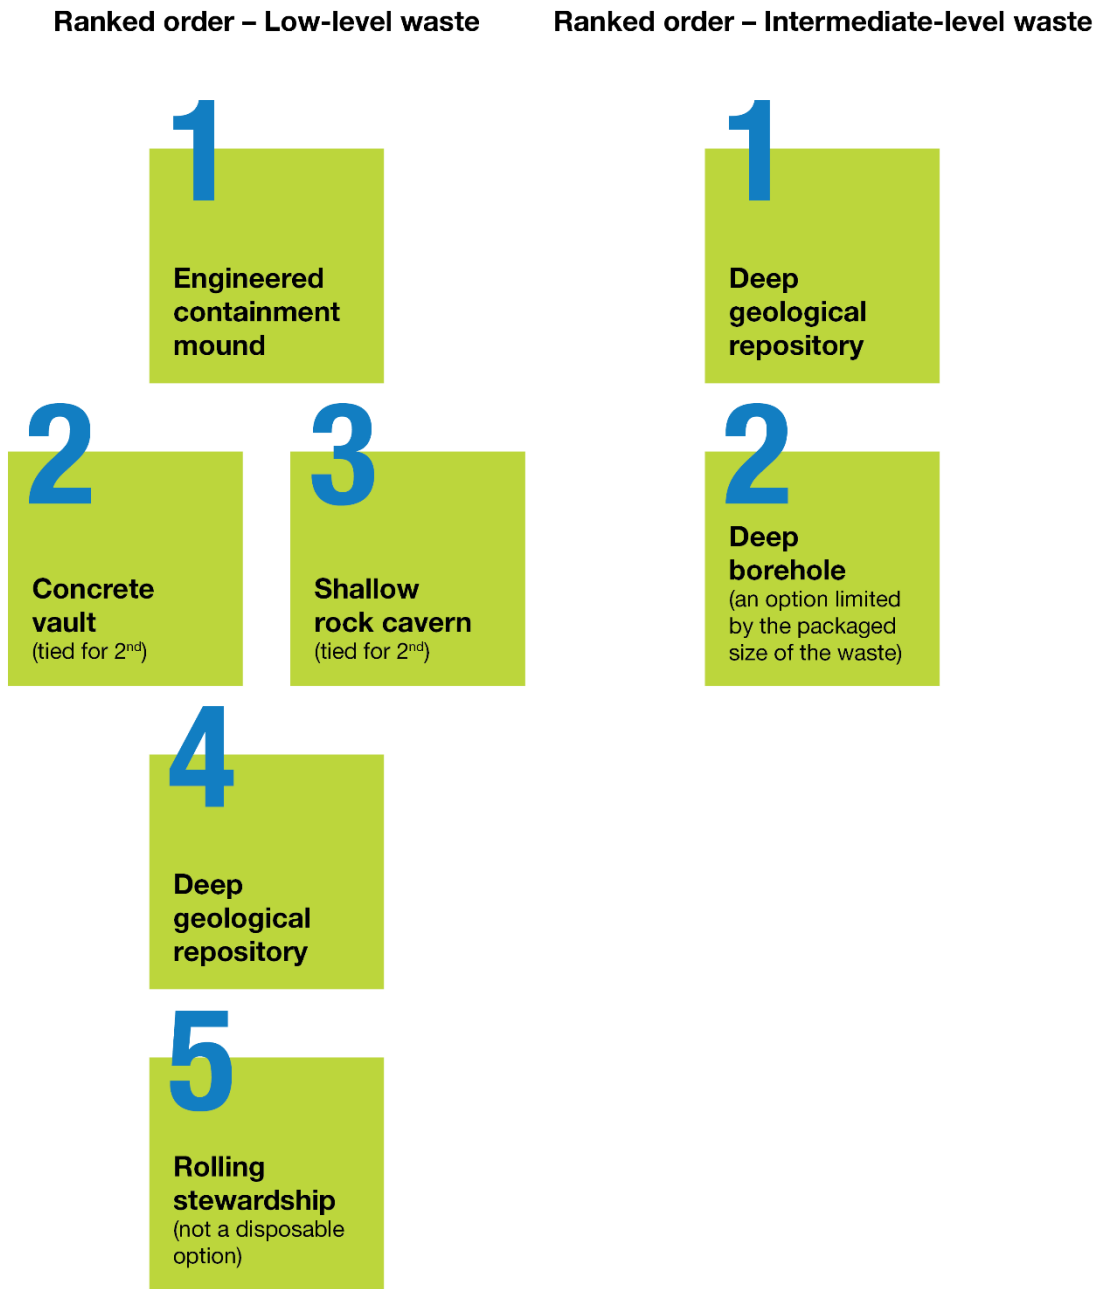 Ranked order – Low-level waste
1
Engineered
containment
mound
2
Concrete
vault
(tied for 2nd)
3
Shallow
rock cavern
(tied for 2nd)
4
Deep
geological
repository
5
Rolling
stewardship
(not a disposable
option)
Ranked order – Intermediate-level waste
1
Deep
geological
repository
2
Deep
borehole
(an option limited
by the packaged
size of the waste)